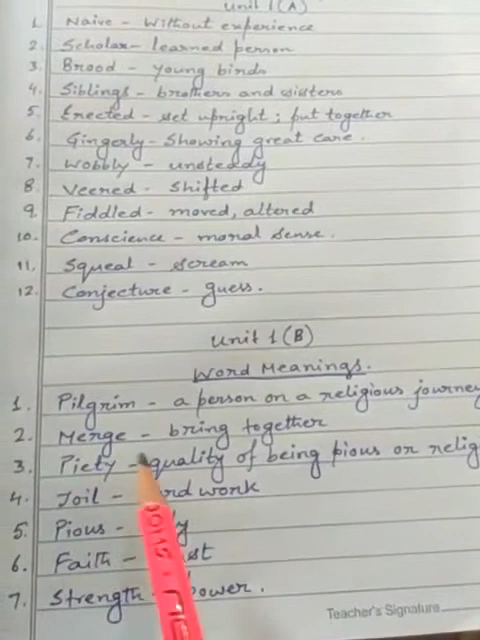 Unit 1(A)
1. Naive - Without experience
2. Scholar - learned person
3. Brood - young birds
4. Siblings - brothers and sisters
5. Erected - set upright ; put together
6. Gingerly - Showing great care.
7. Wobbly - unsteady
8. Veered - Shifted
9. Fiddled - moved, altered
10. Conscience - moral sense.
11. Squeal - scream
12. Conjecture - guess.
Unit 1(B)
Word Meanings.
1. Pilgrim - a person on a religious journey
2. Merge - bring together
3. Piety - quality of being pious or relig
4. Toil - work
5. Pious -
6. Faith -
7. Strength power.
Teacher's Signature